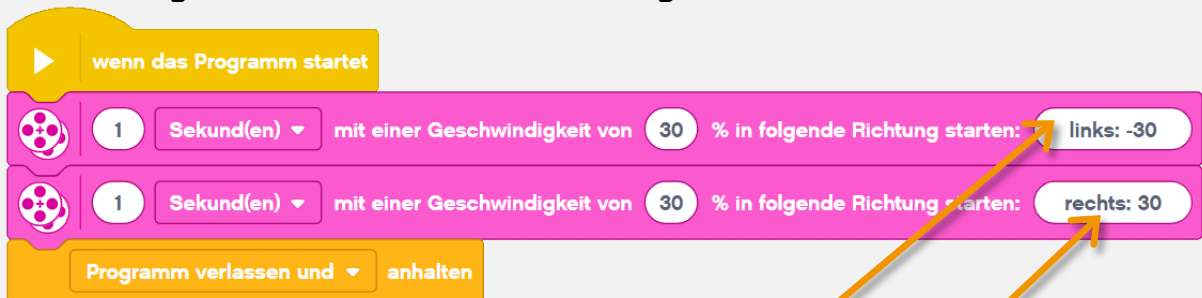 wenn das Programm startet
1 Sekund(en) mit einer Geschwindigkeit von 30 % in folgende Richtung starten: links: -30
1 Sekund(en) mit einer Geschwindigkeit von 30 % in folgende Richtung starten: rechts: 30
Programm verlassen und anhalten